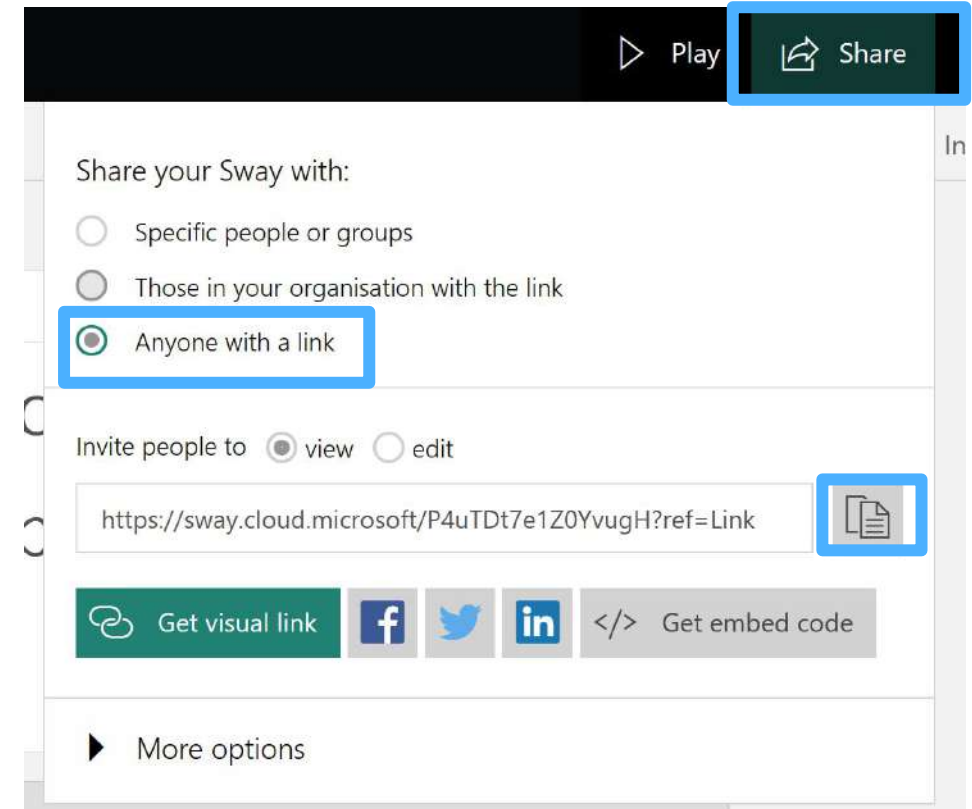 Play
Share
In
Share your Sway with:
Specific people or groups
Those in your organisation with the link
Anyone with a link
Invite people to view edit
https://sway.cloud.microsoft/P4uTDt7e1Z0YvugH?ref=Link
Get visual link
f
in
</> Get embed code
More options